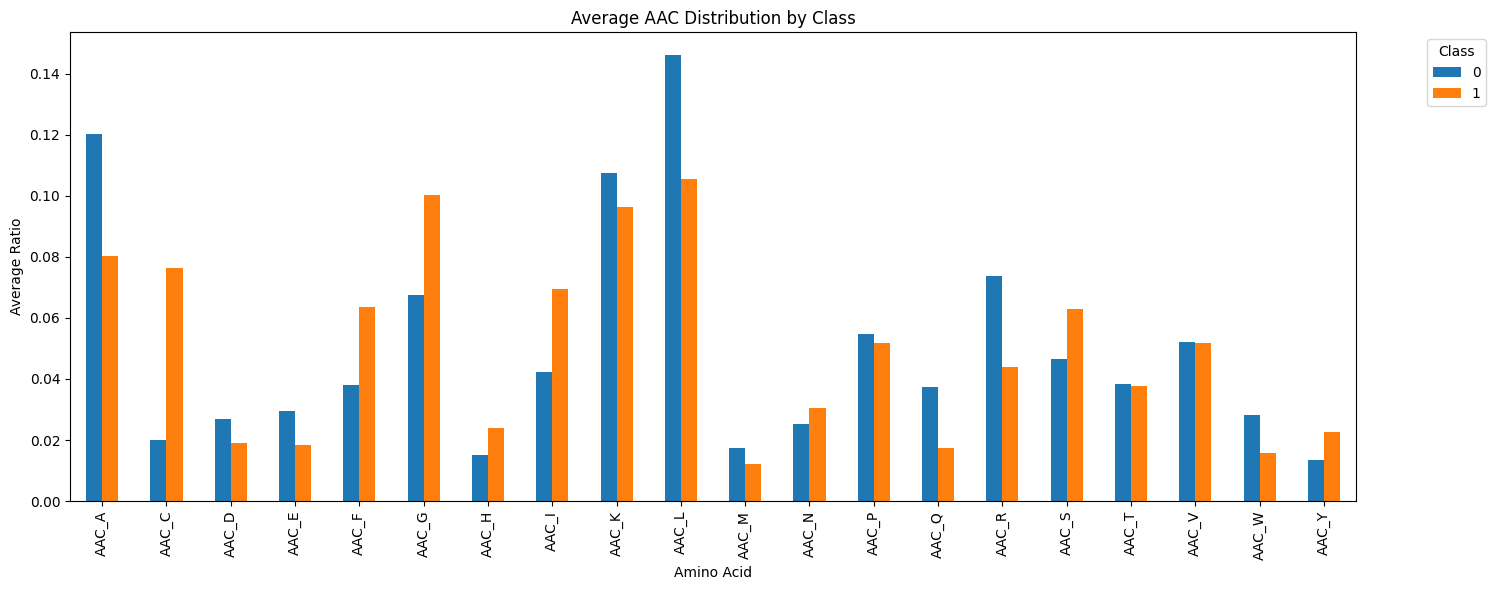 Average AAC Distribution by Class
Class
0
1
Average Ratio
0.14
0.12
0.10
0.08
0.06
0.04
0.02
0.00
AAC_A
AAC_C
AAC_D
AAC_E
AAC_F
AAC_G
AAC_H
AAC_I
AAC_K
AAC_L
AAC_M
AAC_N
AAC_P
AAC_Q
AAC_R
AAC_S
AAC_T
AAC_V
AAC_W
AAC_Y
Amino Acid